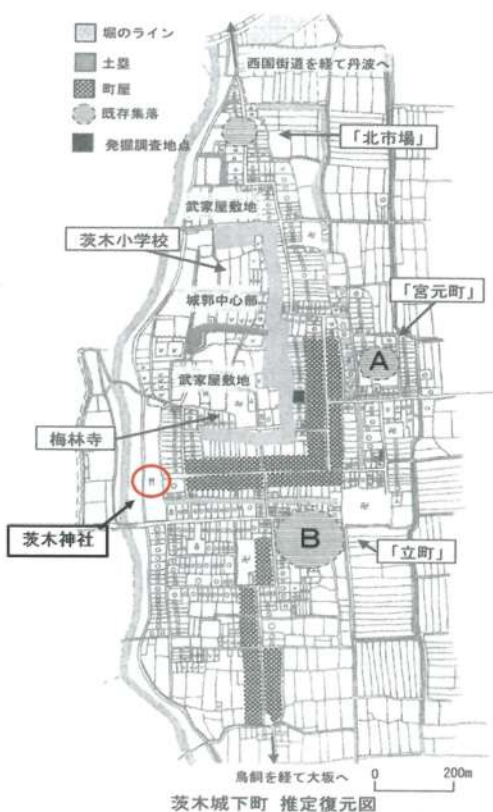 堀のライン
土塁
町屋
既存集落
発掘調査地点
西国街道を経て丹波へ
「北市場」
武家屋敷地
茨木小学校
城郭中心部
「宮元町」
A
武家屋敷地
梅林寺
茨木神社
B
「立町」
鳥飼を経て大坂へ
0 200m
茨木城下町 推定復元図